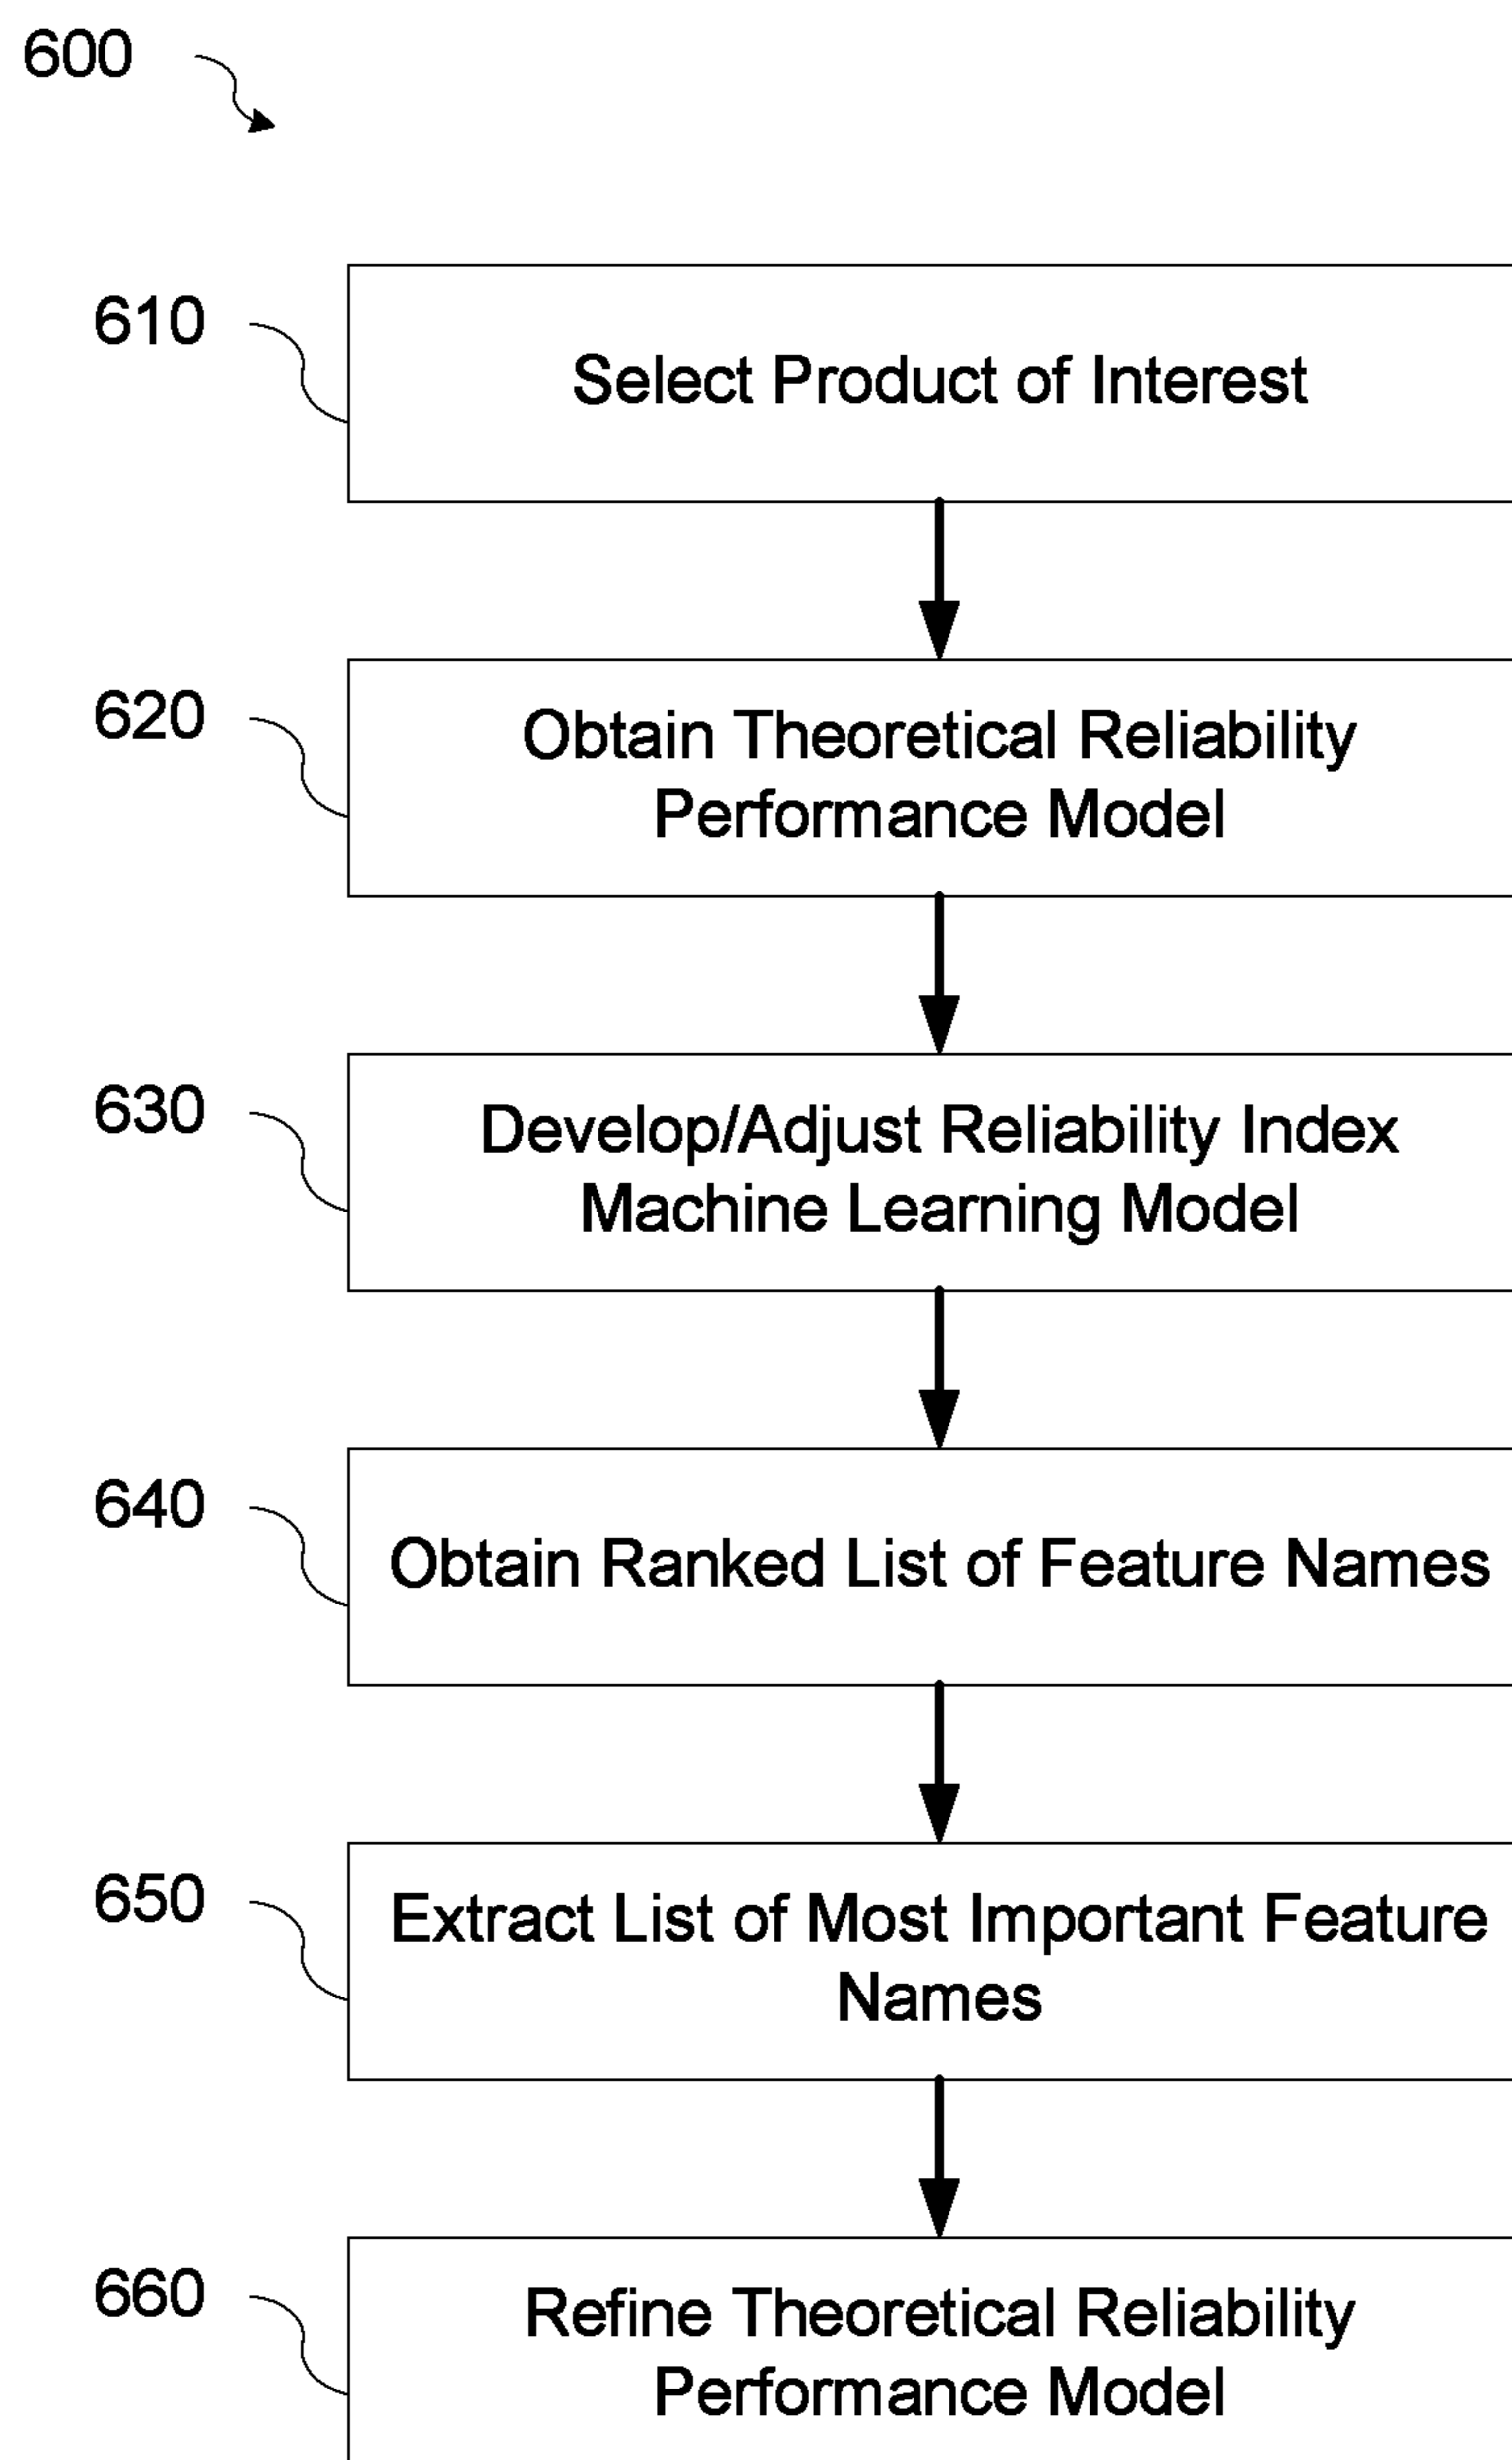 600
610
Select Product of Interest
620
Obtain Theoretical Reliability
Performance Model
630
Develop/Adjust Reliability Index
Machine Learning Model
640
Obtain Ranked List of Feature Names
650
Extract List of Most Important Feature
Names
660
Refine Theoretical Reliability
Performance Model